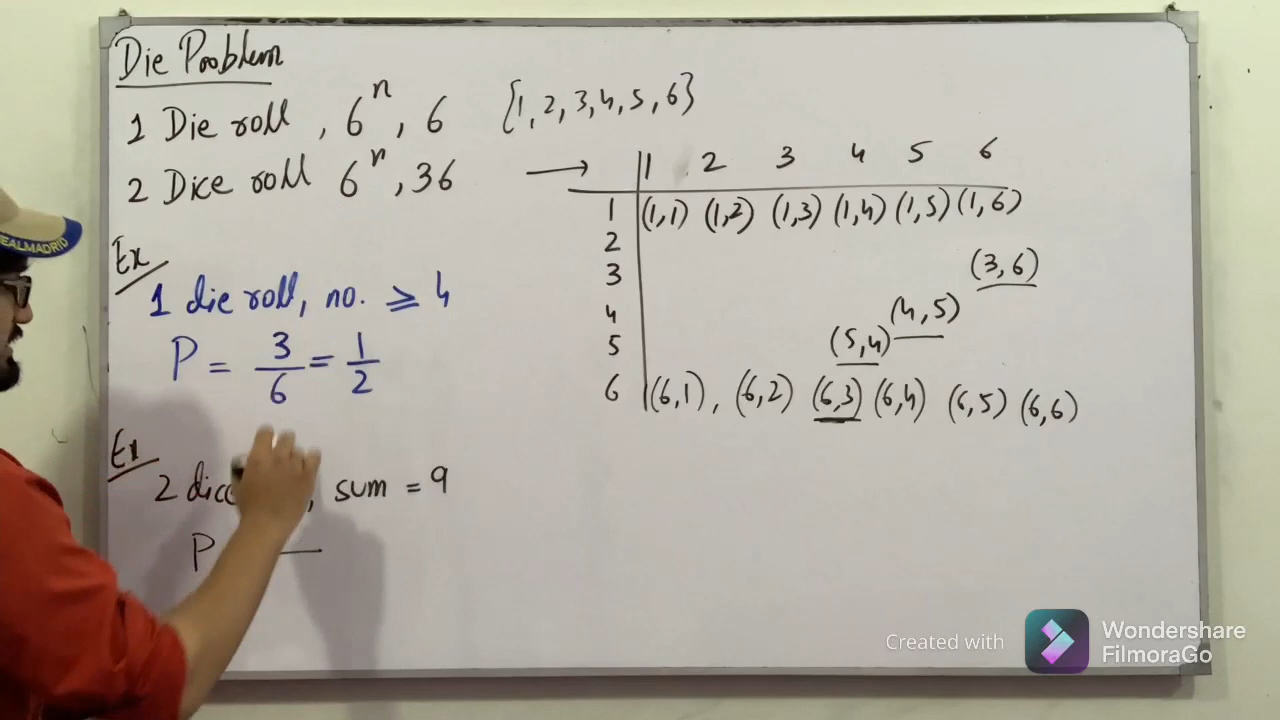 Die Problem
1 Die roll , 6ⁿ , 6 {1, 2, 3, 4, 5, 6}
2 Dice roll 6ⁿ , 36 →
1 2 3 4 5 6
1 (1,1) (1,2) (1,3) (1,4) (1,5) (1,6)
2
3 (3,6)
4 (4,5)
5 (5,4)
6 (6,1), (6,2) (6,3) (6,4) (6,5) (6,6)
Ex
1 die roll, no. ⩾ 4
P = 3/6 = 1/2
Ex
2 , sum = 9
P
REALMADRID
Created with
Wondershare
FilmoraGo